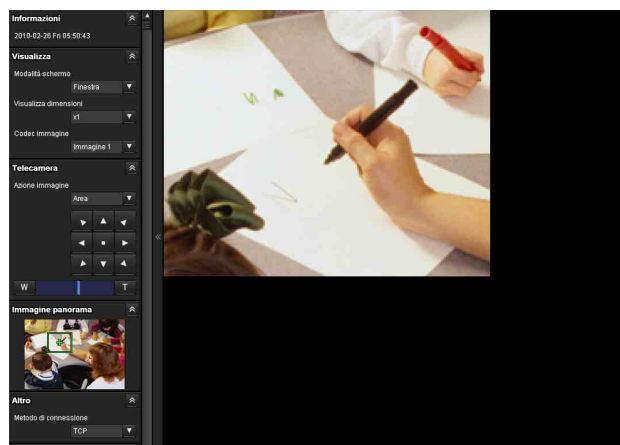 Informazioni
2010-02-26 Fri 05:50:43
Visualizza
Modalità schermo
Finestra
Visualizza dimensioni
x1
Codec immagine
Immagine 1
Telecamera
Azione immagine
Area
W T
Immagine panorama
Altro
Metodo di connessione
TCP